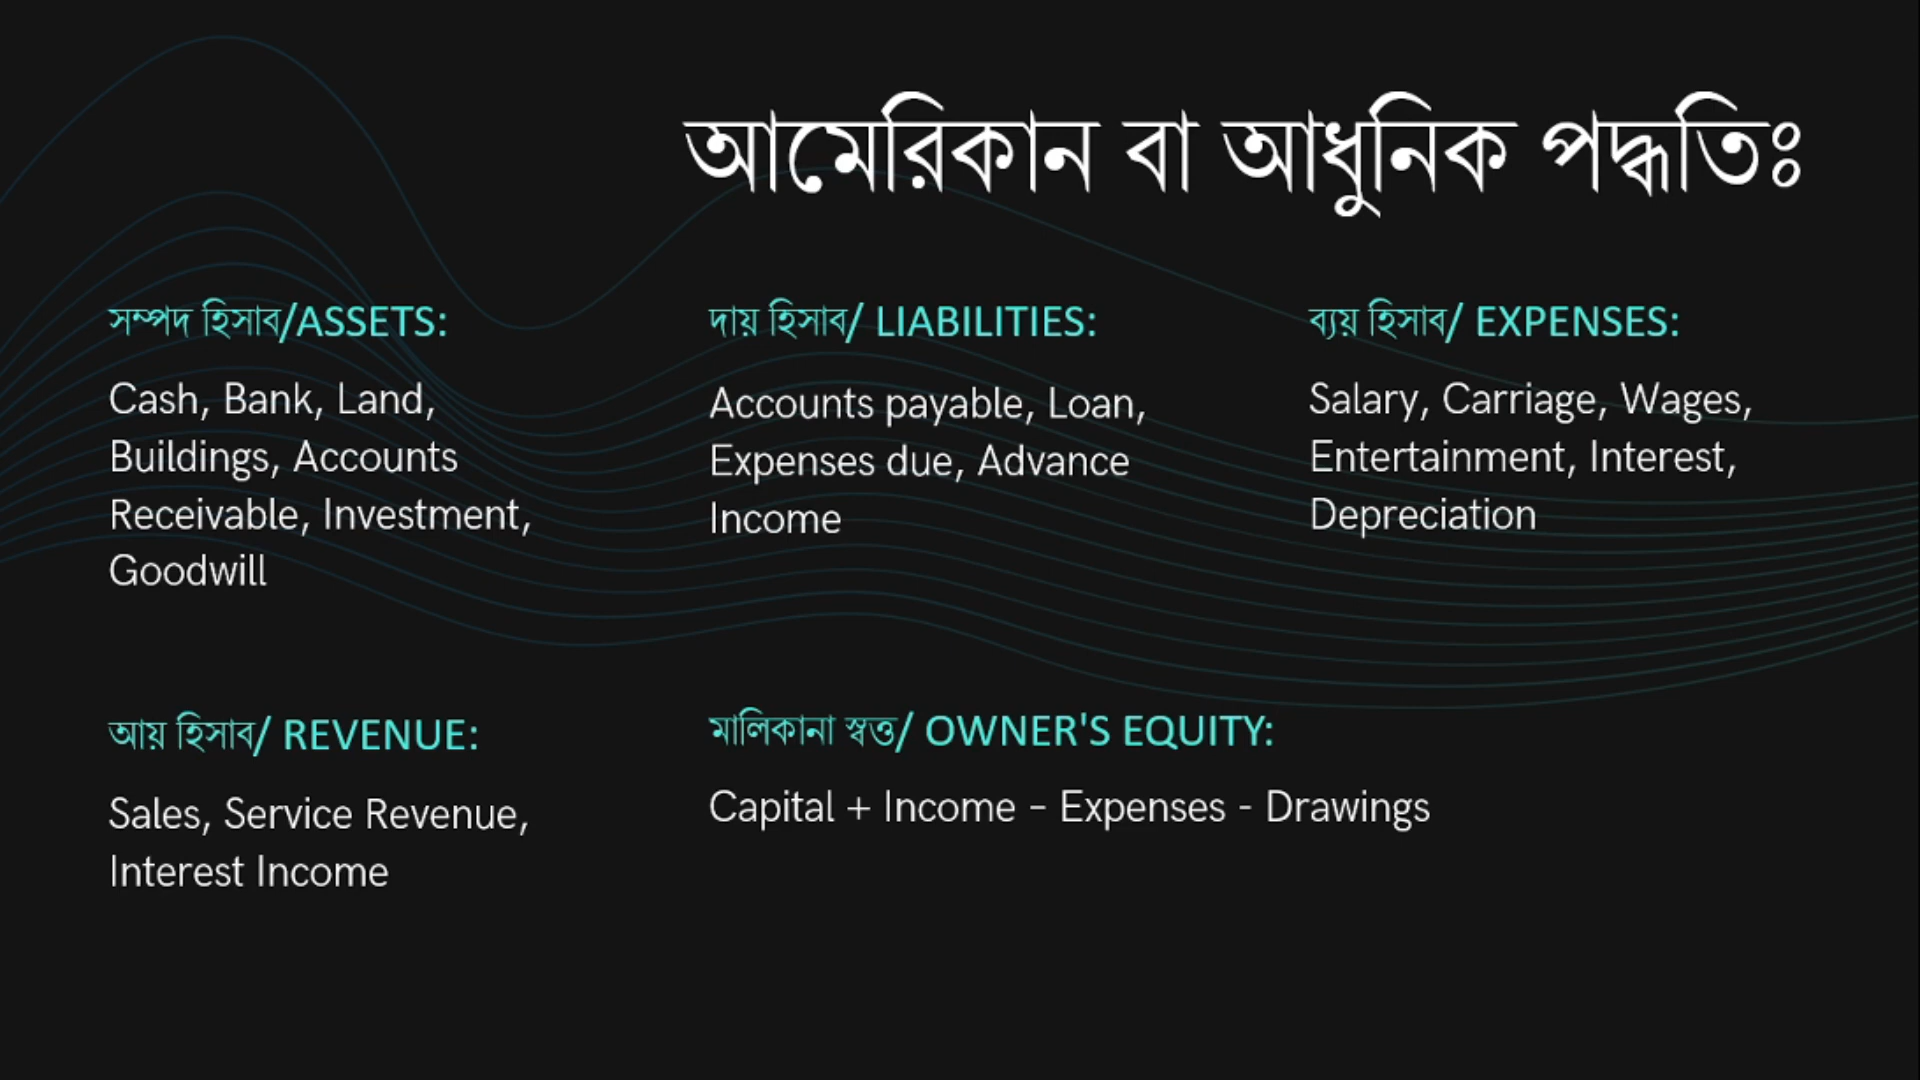 আমেরিকান বা আধুনিক পদ্ধতিঃ
সম্পদ হিসাব/ASSETS:
Cash, Bank, Land,
Buildings, Accounts
Receivable, Investment,
Goodwill
দায় হিসাব/ LIABILITIES:
Accounts payable, Loan,
Expenses due, Advance
Income
ব্যয় হিসাব/ EXPENSES:
Salary, Carriage, Wages,
Entertainment, Interest,
Depreciation
আয় হিসাব/ REVENUE:
Sales, Service Revenue,
Interest Income
মালিকানা স্বত্ত/ OWNER'S EQUITY:
Capital + Income – Expenses - Drawings